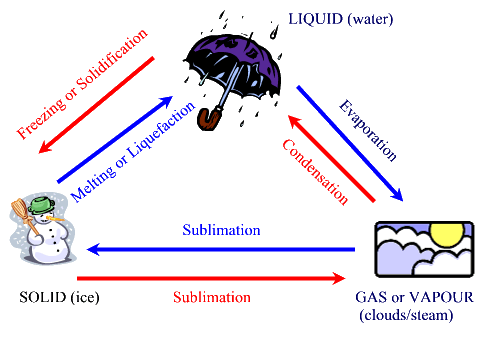 LIQUID (water)
Freezing or Solidification
Melting or Liquefaction
Evaporation
Condensation
Sublimation
Sublimation
SOLID (ice)
GAS or VAPOUR
(clouds/steam)